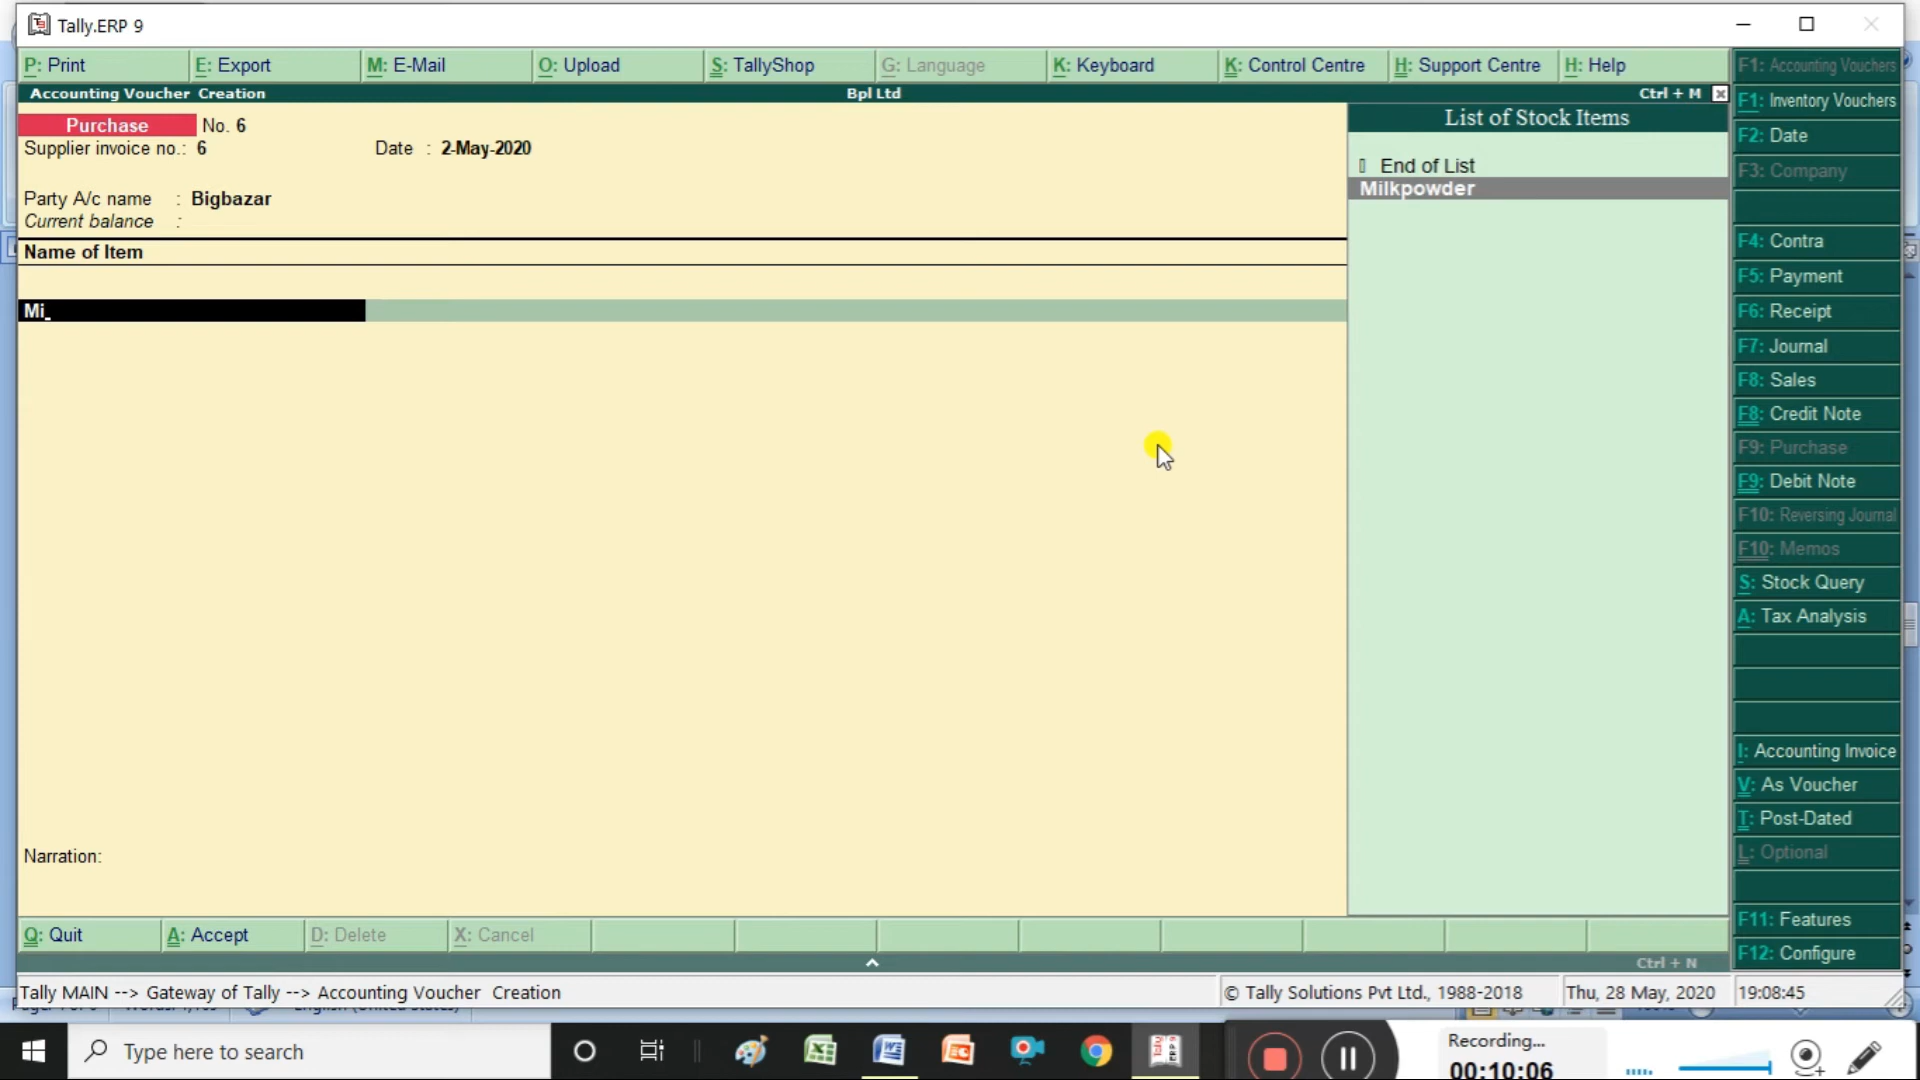 Tally.ERP 9
P: Print E: Export M: E-Mail O: Upload S: TallyShop G: Language K: Keyboard K: Control Centre H: Support Centre H: Help
Accounting Voucher Creation Bpl Ltd Ctrl + M
Purchase No. 6
Supplier invoice no.: 6 Date : 2-May-2020
Party A/c name : Bigbazar
Current balance :
Name of Item
Mi
Narration:
List of Stock Items
End of List
Milkpowder
F1: Accounting Vouchers
F1: Inventory Vouchers
F2: Date
F3: Company
F4: Contra
F5: Payment
F6: Receipt
F7: Journal
F8: Sales
F8: Credit Note
F9: Purchase
F9: Debit Note
F10: Reversing Journal
F10: Memos
S: Stock Query
A: Tax Analysis
I: Accounting Invoice
V: As Voucher
T: Post-Dated
L: Optional
F11: Features
F12: Configure
Q: Quit A: Accept D: Delete X: Cancel
Ctrl + N
Tally MAIN --> Gateway of Tally --> Accounting Voucher Creation © Tally Solutions Pvt Ltd., 1988-2018 Thu, 28 May, 2020 19:08:45
Type here to search
Recording...
00:10:06